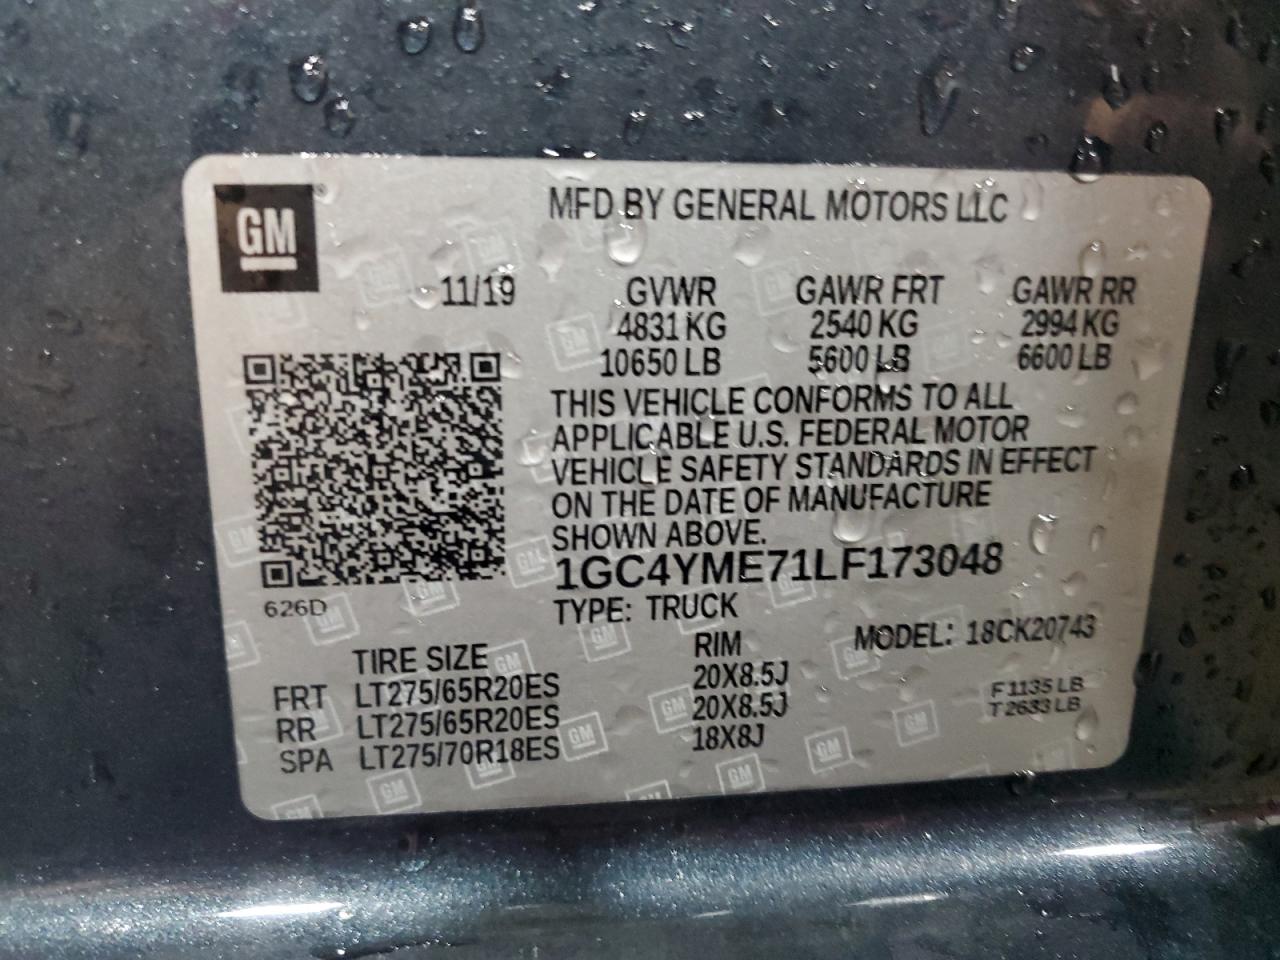 GM
MFD BY GENERAL MOTORS LLC
11/19 GVWR GAWR FRT GAWR RR
4831 KG 2540 KG 2994 KG
10650 LB 5600 LB 6600 LB
THIS VEHICLE CONFORMS TO ALL
APPLICABLE U.S. FEDERAL MOTOR
VEHICLE SAFETY STANDARDS IN EFFECT
ON THE DATE OF MANUFACTURE
SHOWN ABOVE.
1GC4YME71LF173048
626D
TYPE: TRUCK
MODEL: 18CK20743
TIRE SIZE RIM
FRT LT275/65R20ES 20X8.5J
RR LT275/65R20ES 20X8.5J
SPA LT275/70R18ES 18X8J
F 1135 LB
T 2633 LB